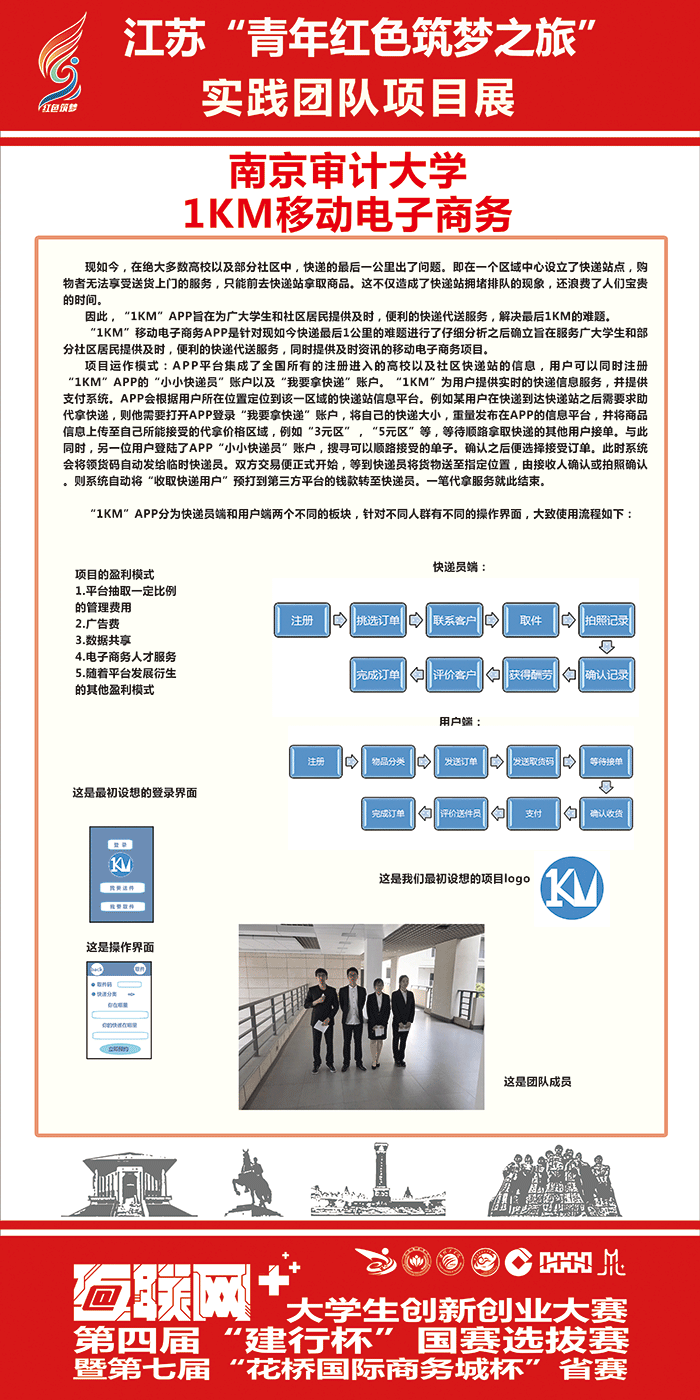 红色筑梦
江苏“青年红色筑梦之旅”
实践团队项目展
南京审计大学
1KM移动电子商务
现如今，在绝大多数高校以及部分社区中，快递的最后一公里出了问题。即在一个区域中心设立了快递站点，购
物者无法享受送货上门的服务，只能前去快递站拿取商品。这不仅造成了快递站拥堵排队的现象，还浪费了人们宝贵
的时间。
因此，“1KM”APP旨在为广大学生和社区居民提供及时，便利的快递代送服务，解决最后1KM的难题。
“1KM”移动电子商务APP是针对现如今快递最后1公里的难题进行了仔细分析之后确立旨在服务广大学生和部
分社区居民提供及时，便利的快递代送服务，同时提供及时资讯的移动电子商务项目。
项目运作模式：APP平台集成了全国所有的注册进入的高校以及社区快递站的信息，用户可以同时注册
“1KM”APP的“小小快递员”账户以及“我要拿快递”账户。“1KM”为用户提供实时的快递信息服务，并提供
支付系统。APP会根据用户所在位置定位到该一区域的快递站信息平台。例如某用户在快递到达快递站之后需要求助
代拿快递，则他需要打开APP登录“我要拿快递”账户，将自己的快递大小，重量发布在APP的信息平台，并将商品
信息上传至自己所能接受的代拿价格区域，例如“3元区”，“5元区”等，等待顺路拿取快递的其他用户接单。与此
同时，另一位用户登陆了APP“小小快递员”账户，搜寻可以顺路接受的单子。确认之后便选择接受订单。此时系统
会将领货码自动发给临时快递员。双方交易便正式开始，等到快递员将货物送至指定位置，由接收人确认或拍照确认
。则系统自动将“收取快递用户”预打到第三方平台的钱款转至快递员。一笔代拿服务就此结束。
“1KM”APP分为快递员端和用户端两个不同的板块，针对不同人群有不同的操作界面，大致使用流程如下：
项目的盈利模式
1.平台抽取一定比例
的管理费用
2.广告费
3.数据共享
4.电子商务人才服务
5.随着平台发展衍生
的其他盈利模式
快递员端：
注册 挑选订单 联系客户 取件 拍照记录
完成订单 评价客户 获得酬劳 确认记录
用户端：
注册 物品分类 发送订单 发送取货码 等待接单
完成订单 评价送件员 支付 确认收货
这是最初设想的登录界面
登录
1KM
我要送件
我要取件
这是我们最初设想的项目logo
1KM
这是操作界面
back 取件
取件码
快递分类
你在哪里
你的快递在哪里
立即预约
这是团队成员
互联网++
大学生创新创业大赛
第四届“建行杯”国赛选拔赛
暨第七届“花桥国际商务城杯”省赛